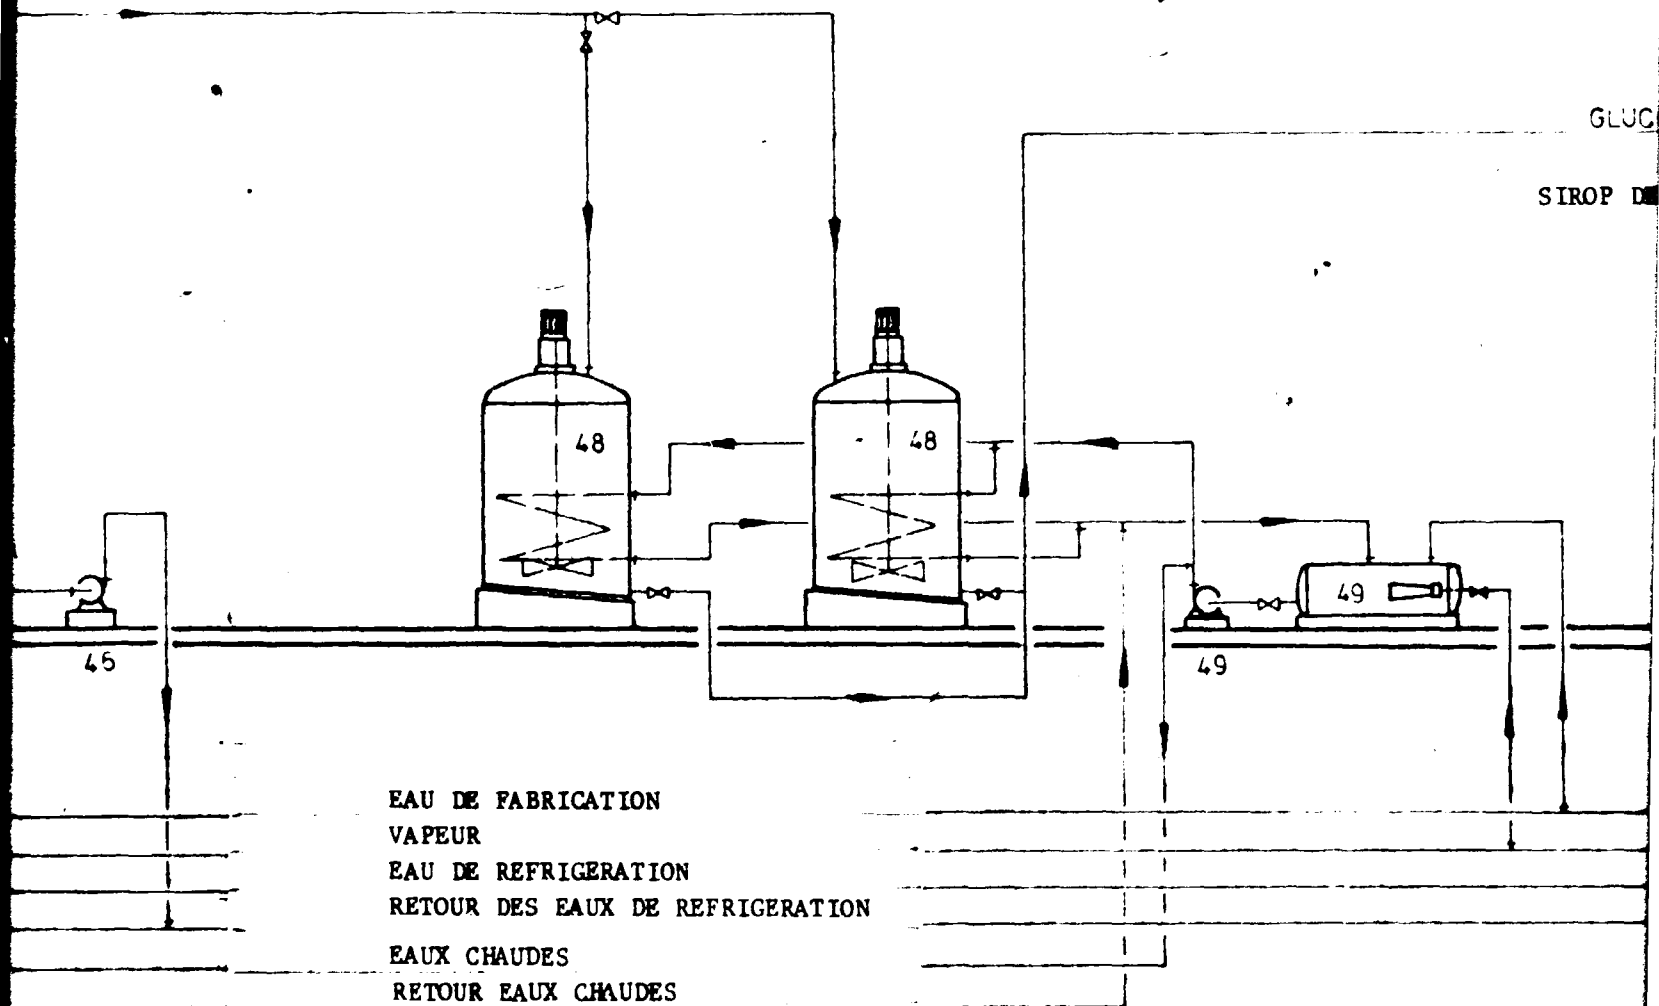 GLUC
SIROP D
48
48
49
45
49
EAU DE FABRICATION
VAPEUR
EAU DE REFRIGERATION
RETOUR DES EAUX DE REFRIGERATION
EAUX CHAUDES
RETOUR EAUX CHAUDES